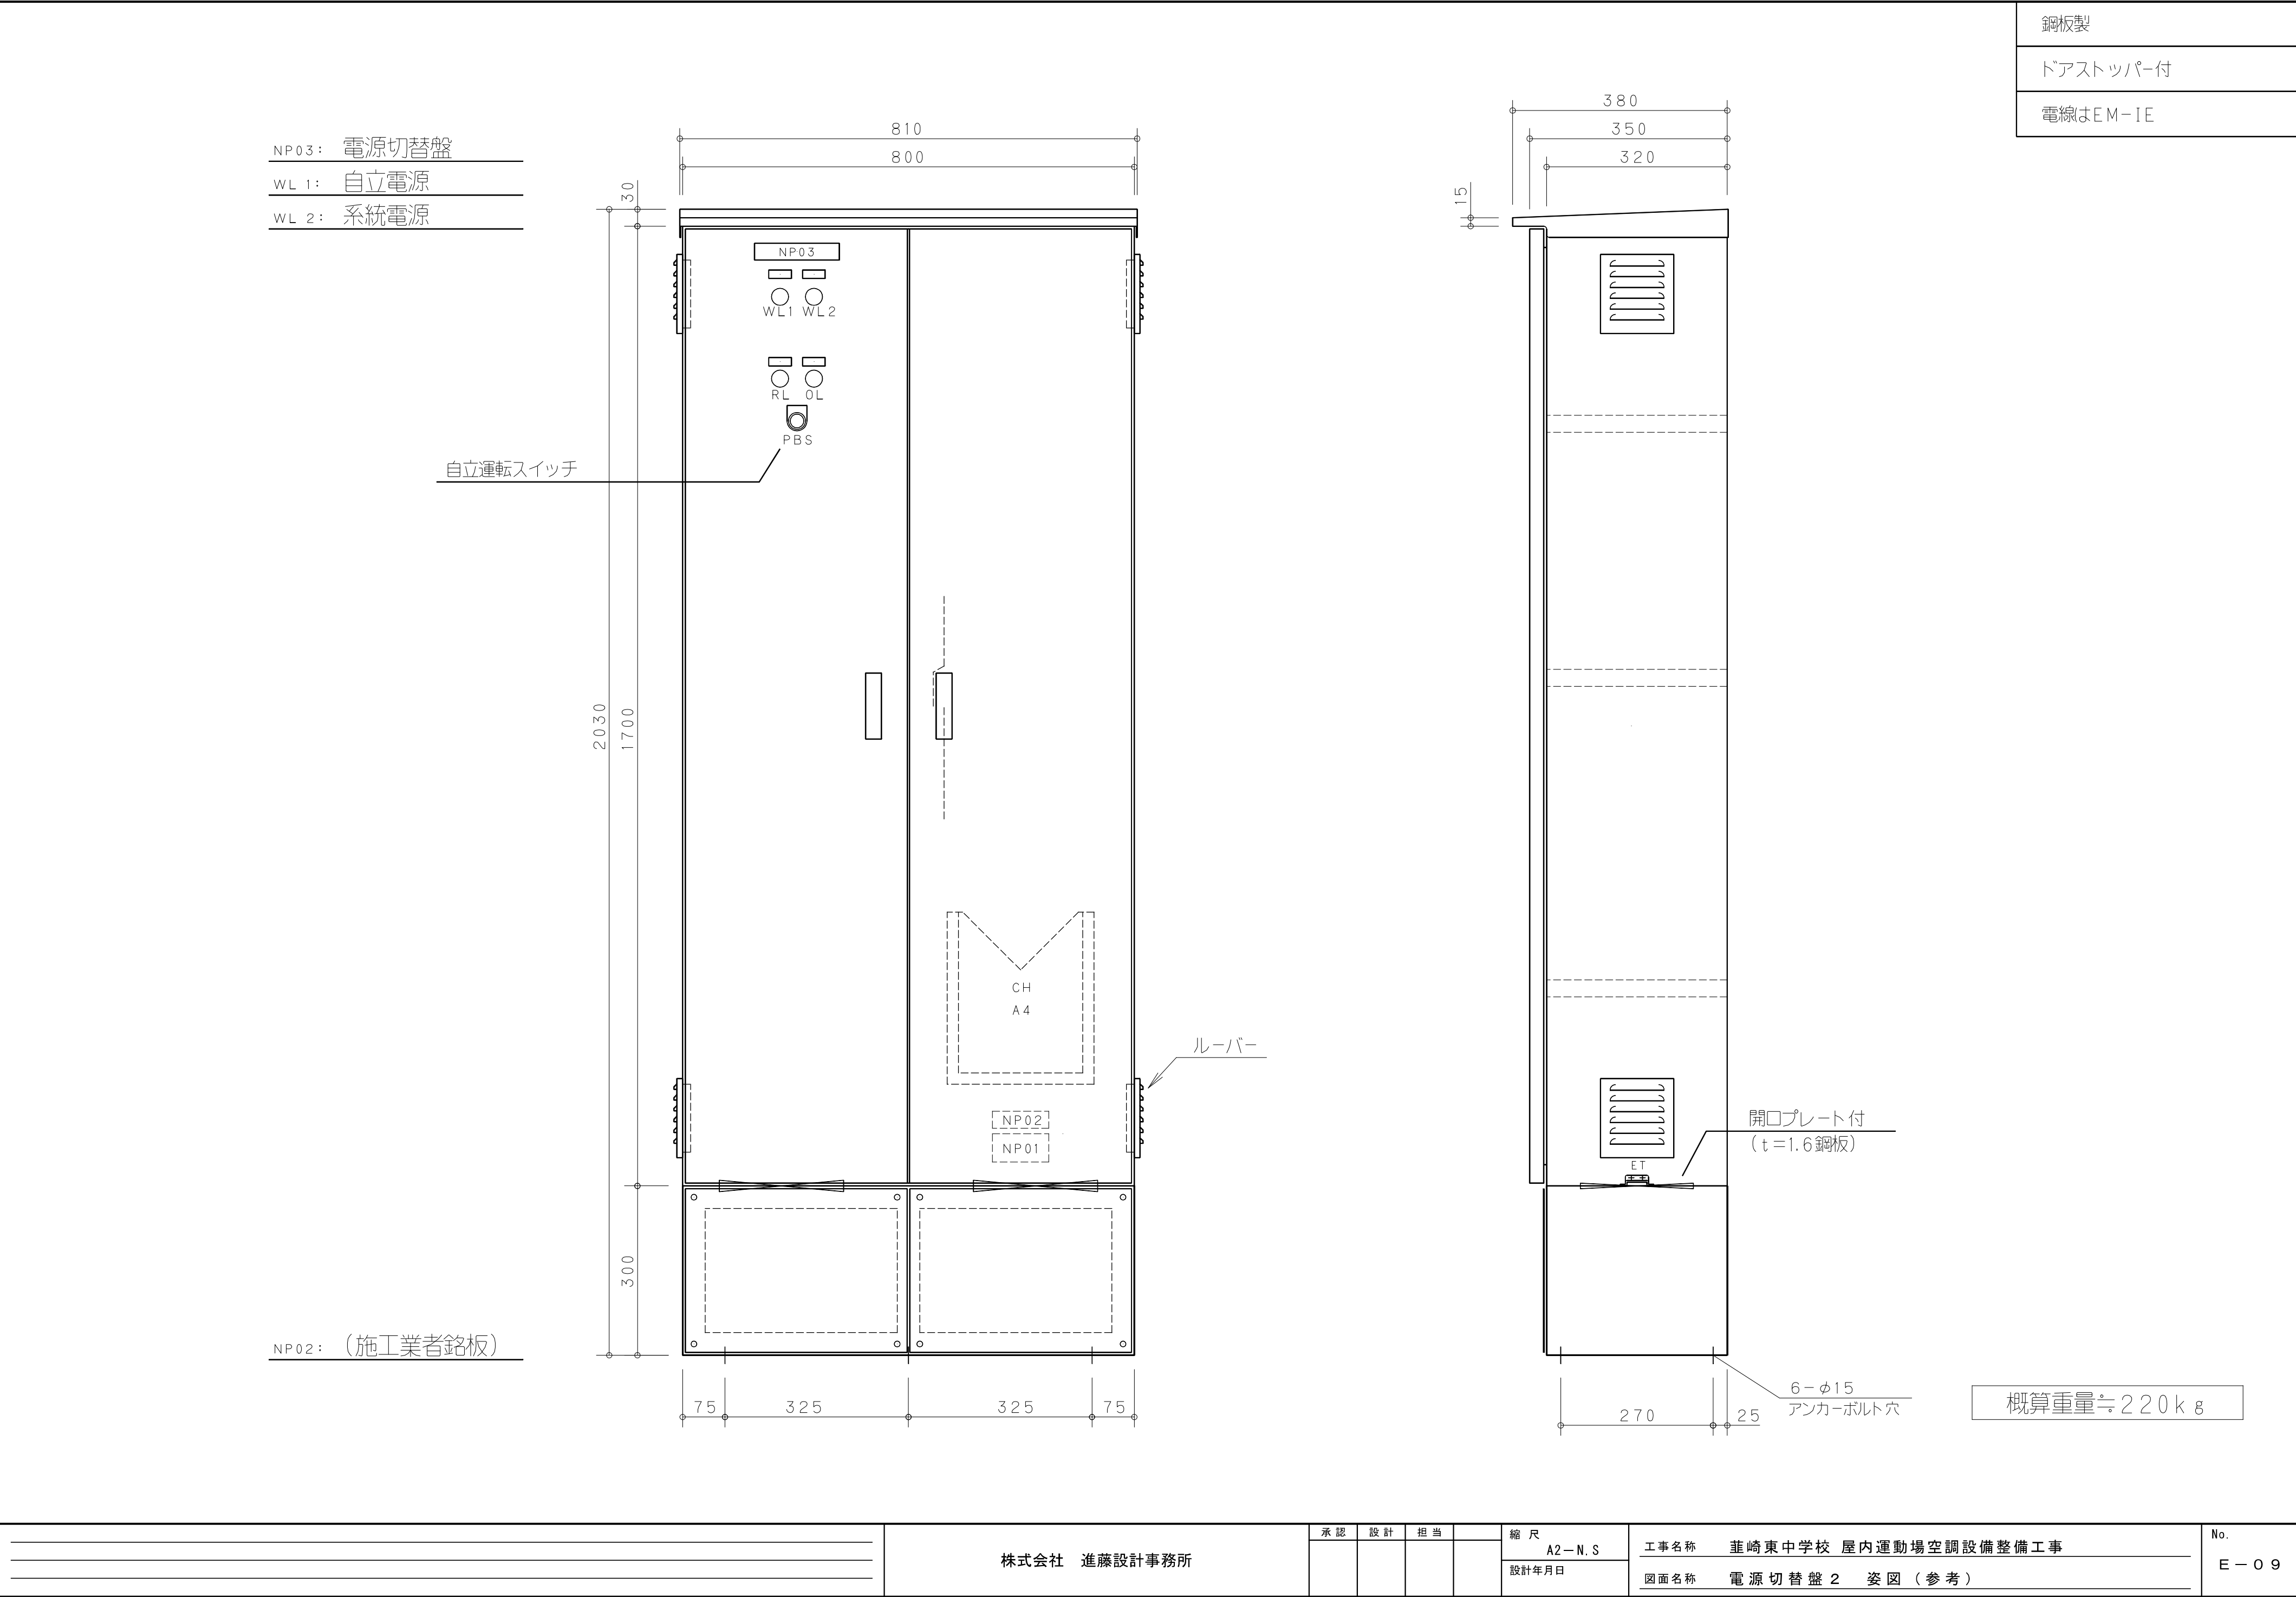 鋼板製
ドアストッパー付
電線はEM-IE
NP03: 電源切替盤
WL 1: 自立電源
WL 2: 系統電源
810
800
30
2030
1700
300
NP03
WL1 WL2
RL OL
PBS
自立運転スイッチ
CH
A4
NP02
NP01
ルーバー
NP02: (施工業者銘板)
75 325 325 75
380
350
320
15
ET
開口プレート付
(t=1.6鋼板)
6-φ15
アンカーボルト穴
270 25
概算重量≒220kg
株式会社 進藤設計事務所
承認 設計 担当
縮尺
A2-N.S
設計年月日
工事名称 韮崎東中学校 屋内運動場空調設備整備工事
図面名称 電源切替盤2 姿図(参考)
No.
E-09